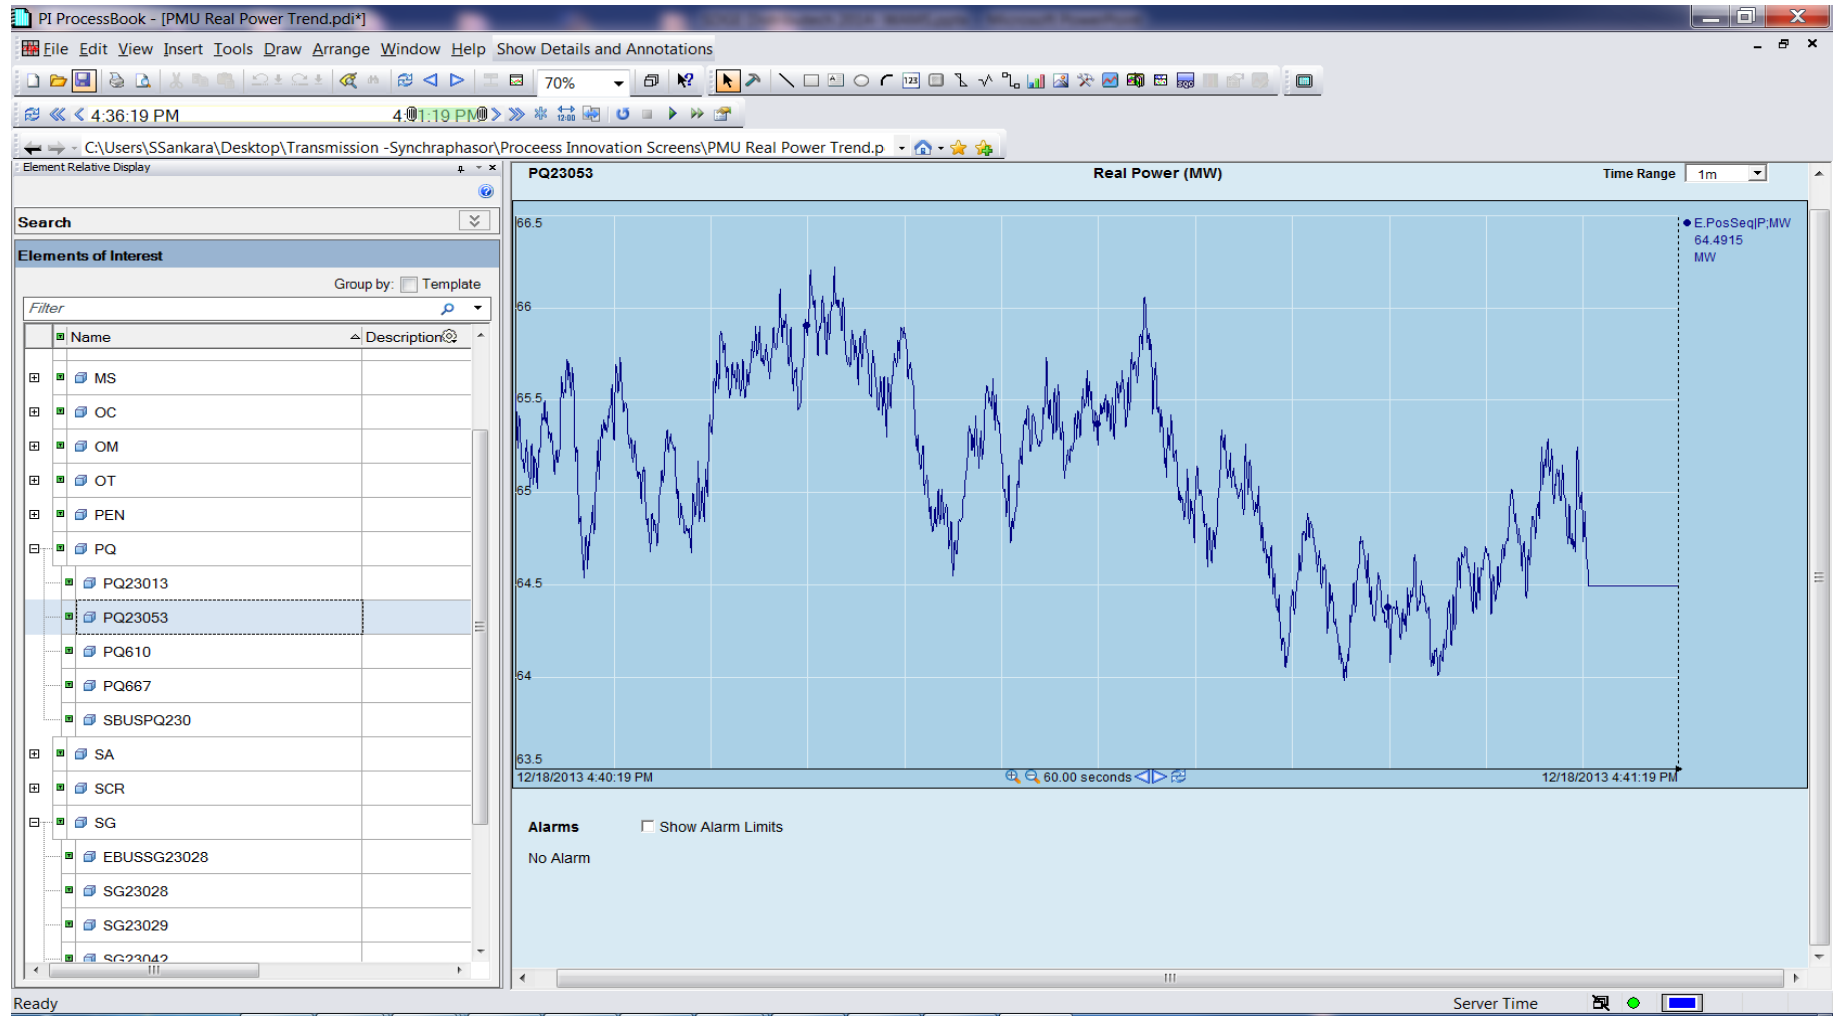 PI ProcessBook - [PMU Real Power Trend.pdi*]
File Edit View Insert Tools Draw Arrange Window Help Show Details and Annotations
70%
123
4:36:19 PM 4: 1:19 PM
12:00
C:\Users\SSankara\Desktop\Transmission -Synchraphasor\Proceess Innovation Screens\PMU Real Power Trend.p
Element Relative Display
Search
Elements of Interest
Group by: Template
Filter
Name Description
MS
OC
OM
OT
PEN
PQ
PQ23013
PQ23053
PQ610
PQ667
SBUSPQ230
SA
SCR
SG
EBUSSG23028
SG23028
SG23029
SG23042
PQ23053 Real Power (MW) Time Range 1m
66.5
66
65.5
65
64.5
64
63.5
E.PosSeq|P;MW
64.4915
MW
12/18/2013 4:40:19 PM 60.00 seconds 12/18/2013 4:41:19 PM
Alarms Show Alarm Limits
No Alarm
Ready Server Time